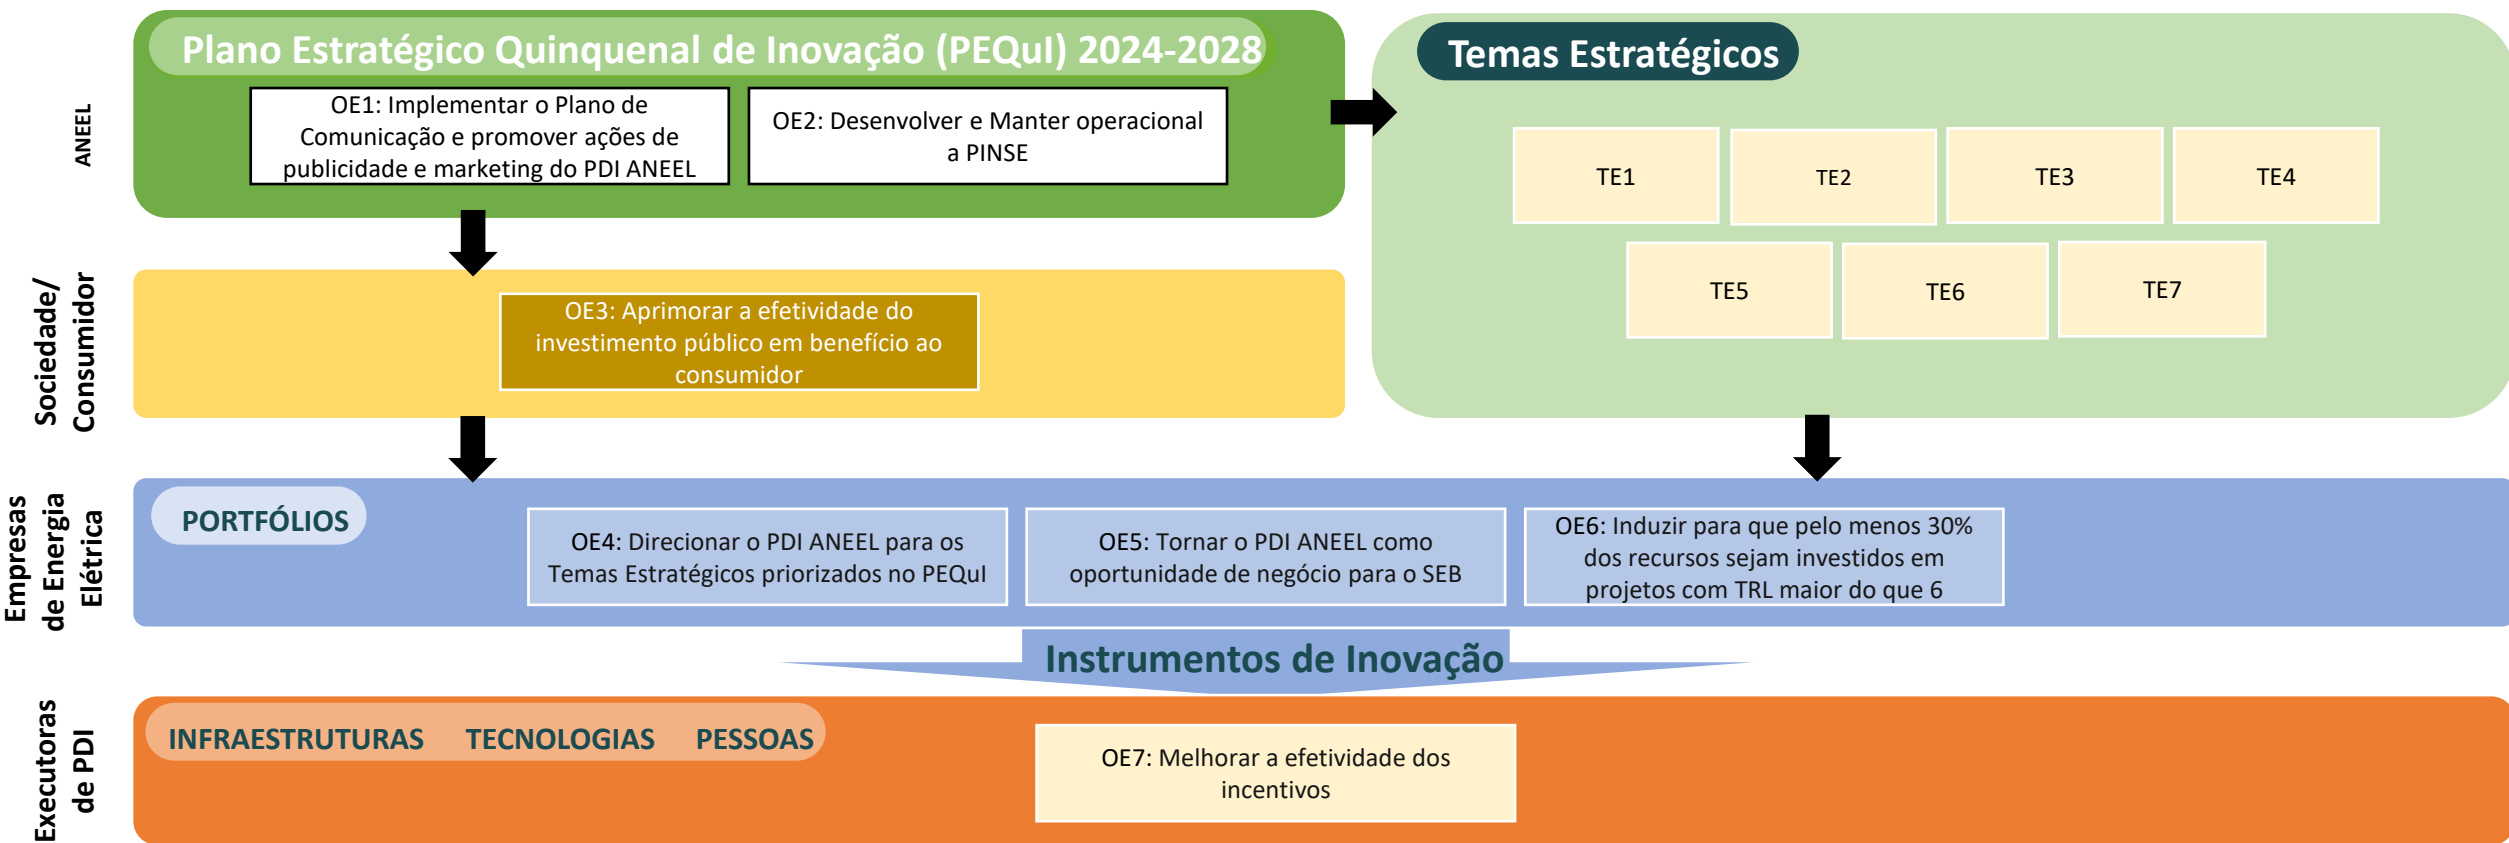 Plano Estratégico Quinquenal de Inovação (PEQuI) 2024-2028
Temas Estratégicos
ANEEL
OE1: Implementar o Plano de
Comunicação e promover ações de
publicidade e marketing do PDI ANEEL
OE2: Desenvolver e Manter operacional
a PINSE
TE1
TE2
TE3
TE4
TE5
TE6
TE7
Sociedade/
Consumidor
OE3: Aprimorar a efetividade do
investimento público em benefício ao
consumidor
Empresas
de Energia
Elétrica
PORTFÓLIOS
OE4: Direcionar o PDI ANEEL para os
Temas Estratégicos priorizados no PEQuI
OE5: Tornar o PDI ANEEL como
oportunidade de negócio para o SEB
OE6: Induzir para que pelo menos 30%
dos recursos sejam investidos em
projetos com TRL maior do que 6
Instrumentos de Inovação
Executoras
de PDI
INFRAESTRUTURAS TECNOLOGIAS PESSOAS
OE7: Melhorar a efetividade dos
incentivos